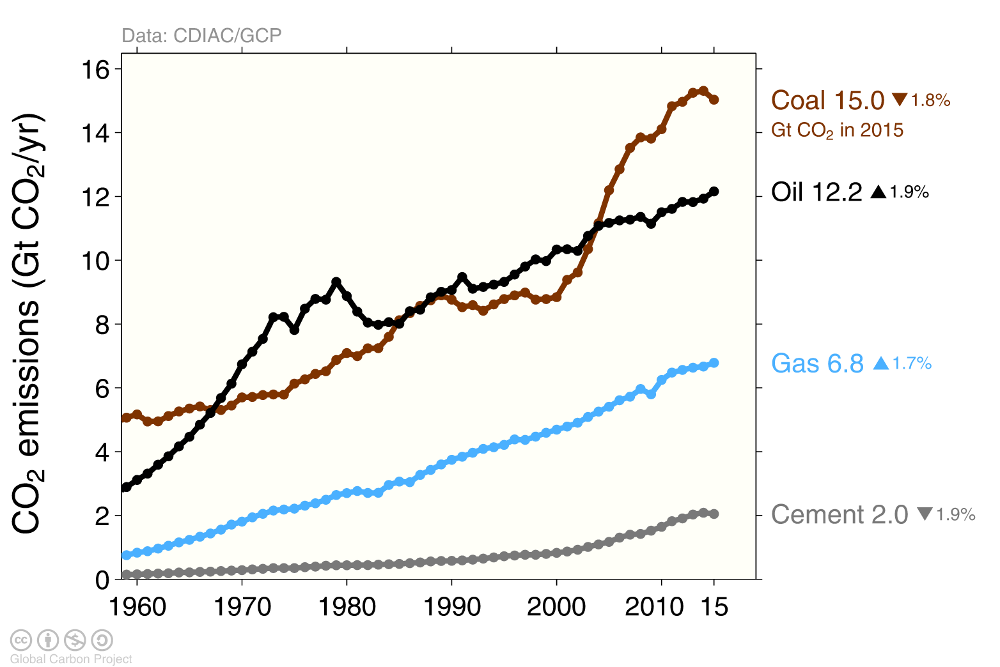 Data: CDIAC/GCP
CO₂ emissions (Gt CO₂/yr)
16
14
12
10
8
6
4
2
0
1960 1970 1980 1990 2000 2010 15
Coal 15.0 ▼1.8%
Gt CO₂ in 2015
Oil 12.2 ▲1.9%
Gas 6.8 ▲1.7%
Cement 2.0 ▼1.9%
cc
Global Carbon Project